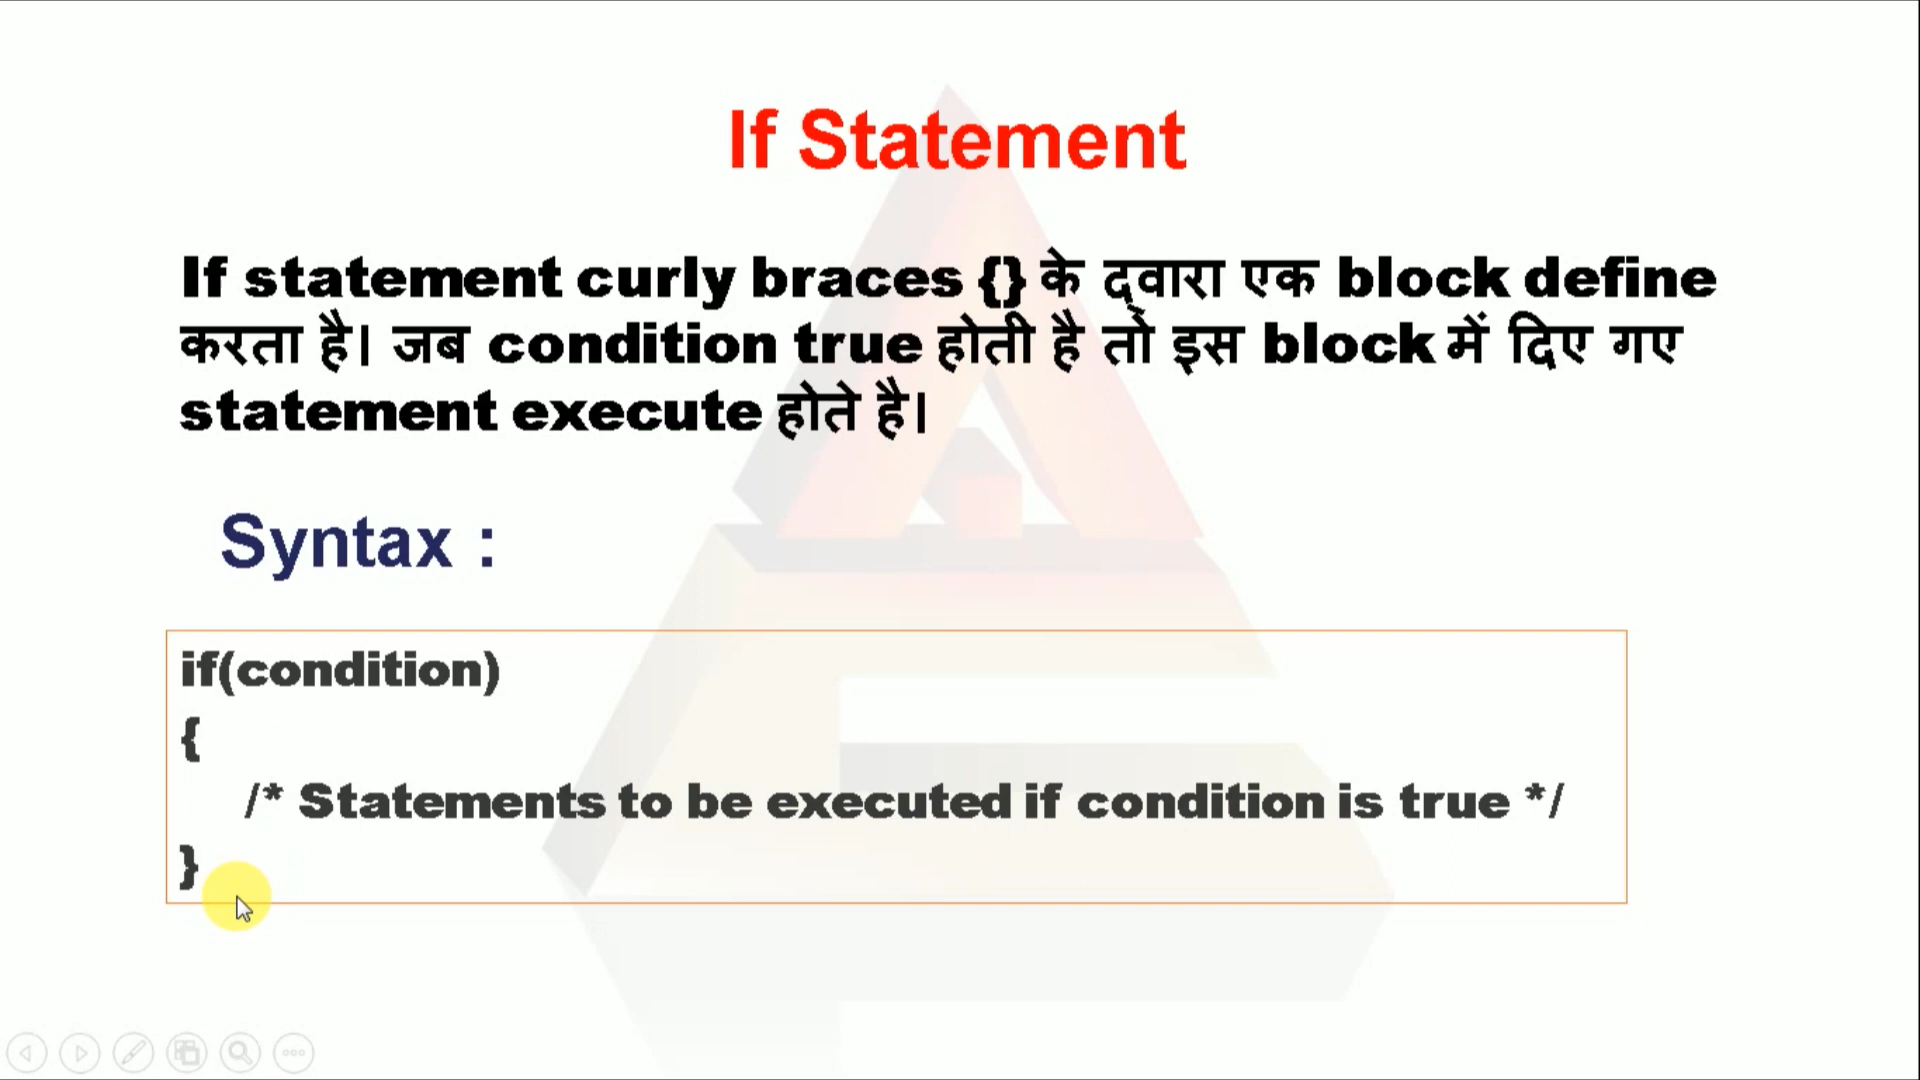 If Statement
If statement curly braces {} के द्वारा एक block define
करता है। जब condition true होती है तो इस block में दिए गए
statement execute होते है।
Syntax :
if(condition)
{
/* Statements to be executed if condition is true */
}